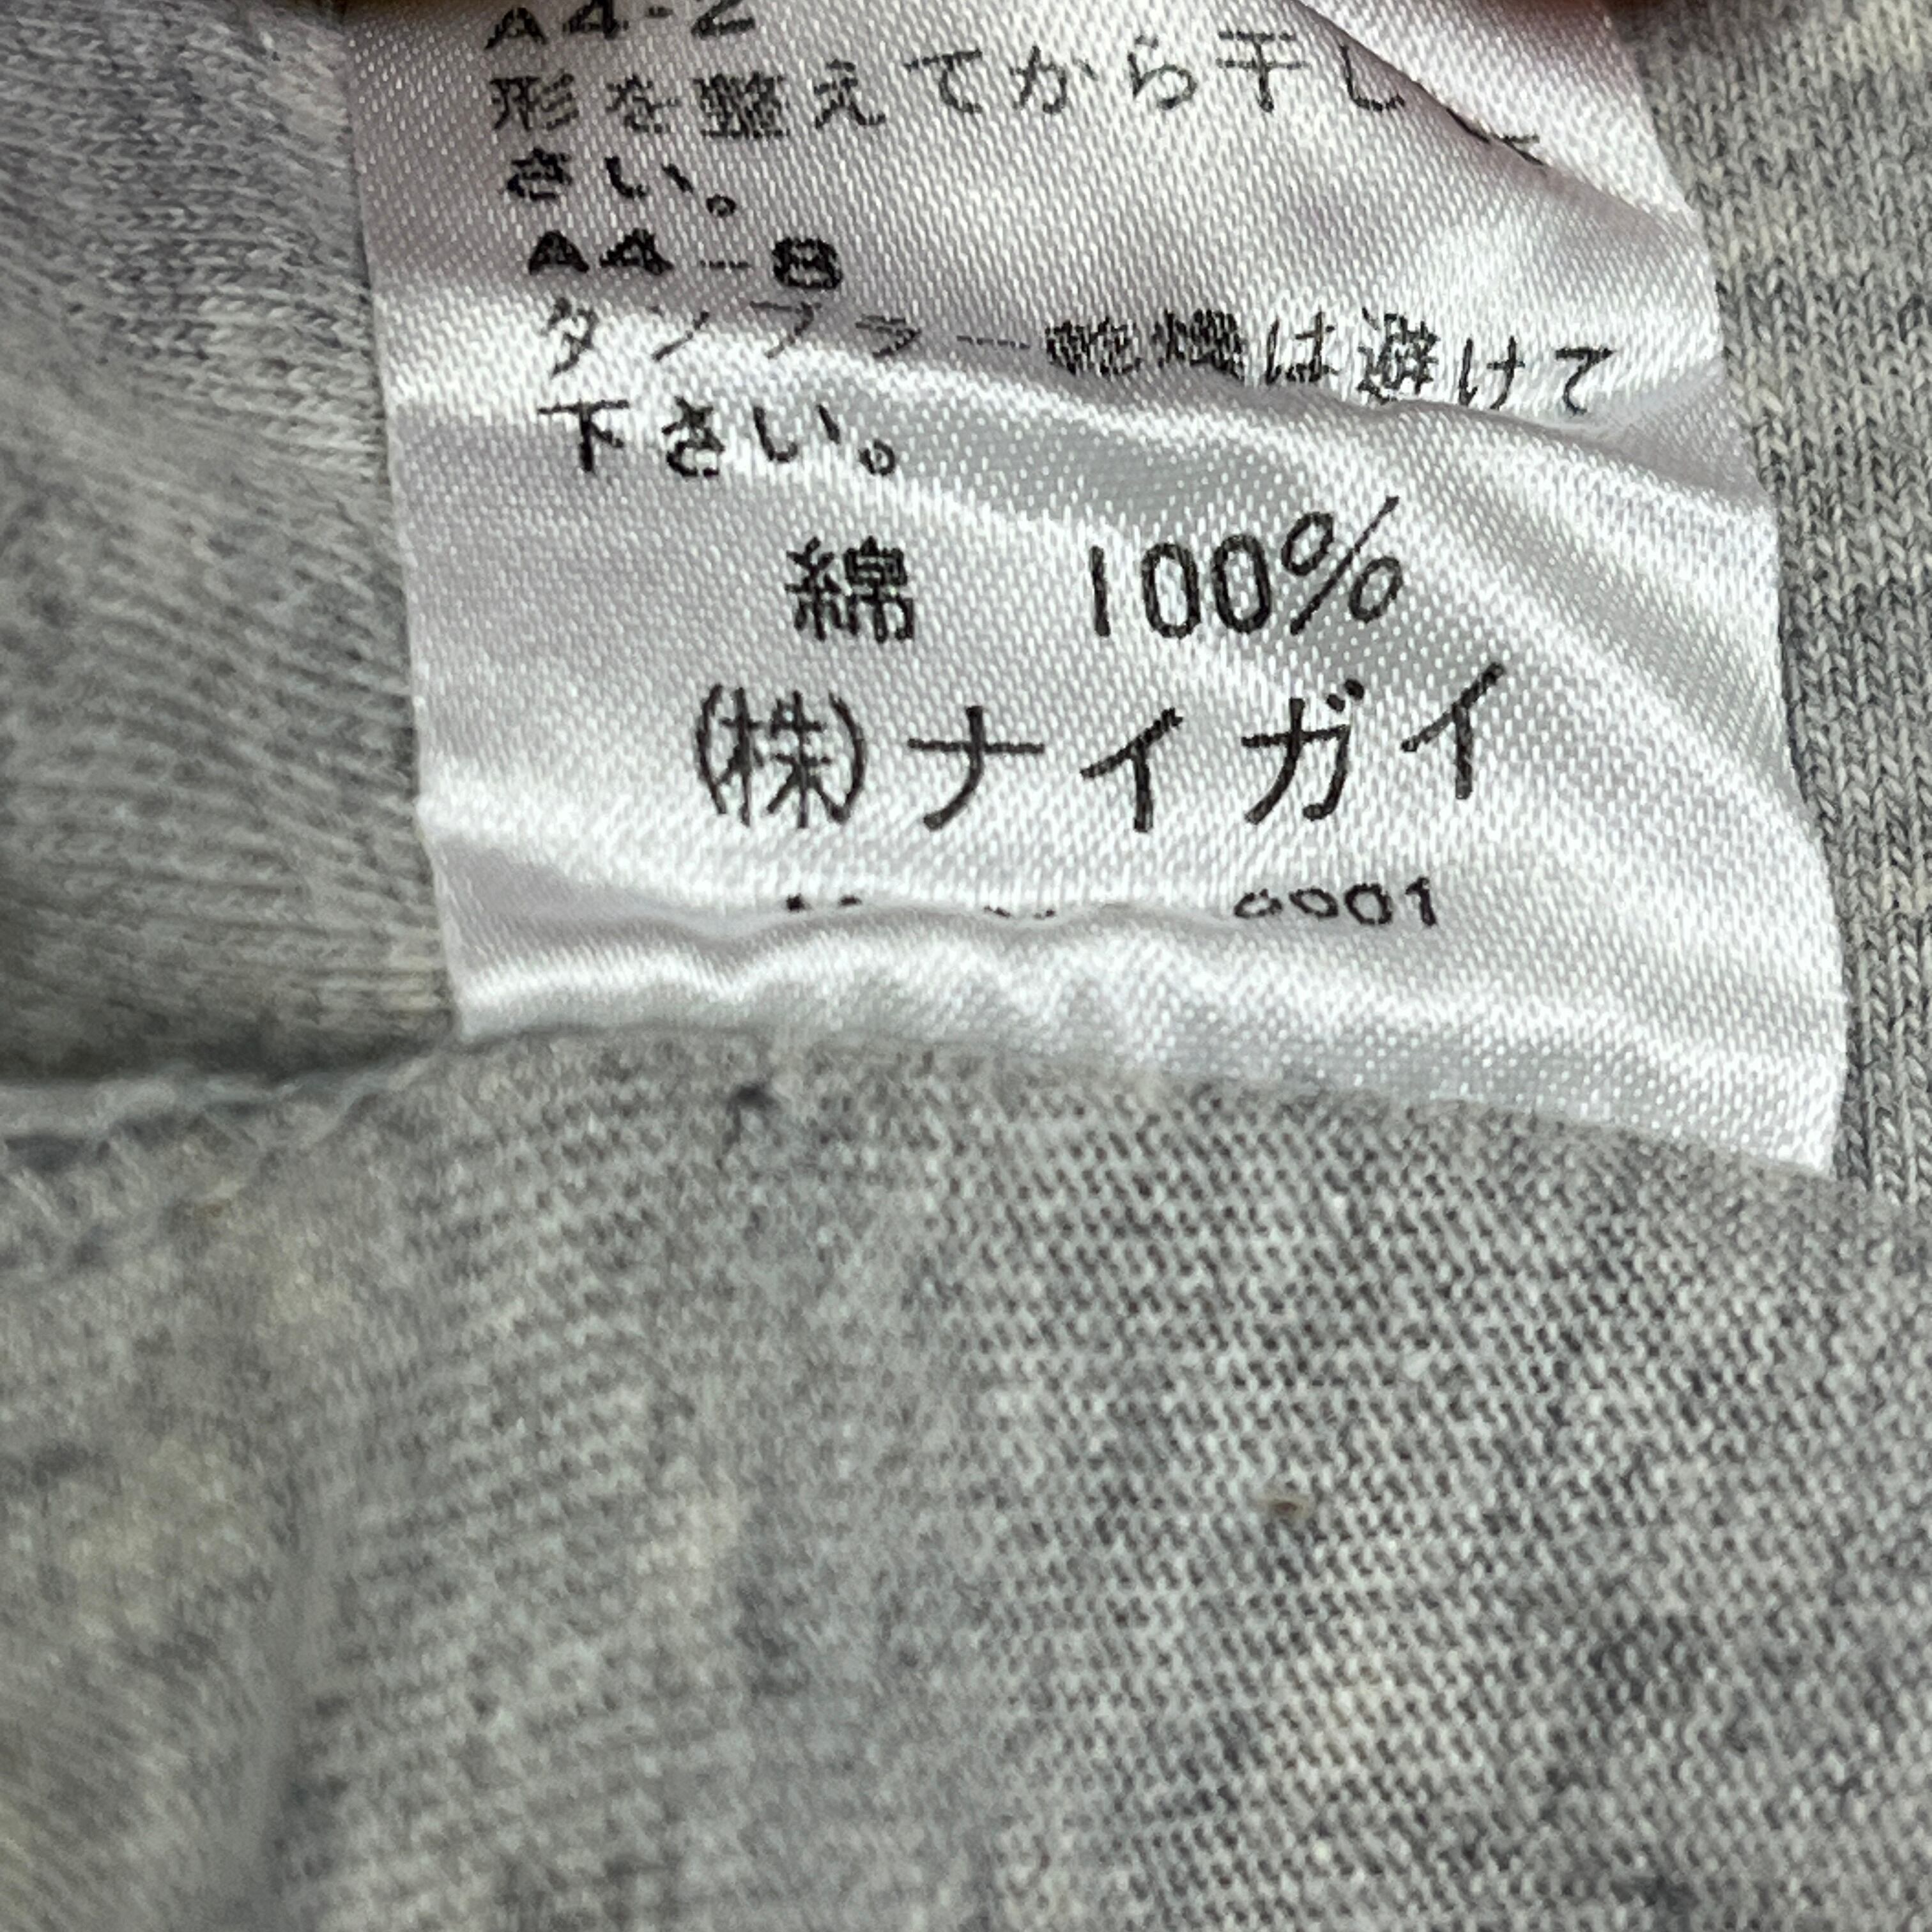 A4-2
形を整えてから干して
さい。
A4-8
タンブラー乾燥は避けて
下さい。
綿 100%
(株)ナイガイ
0001